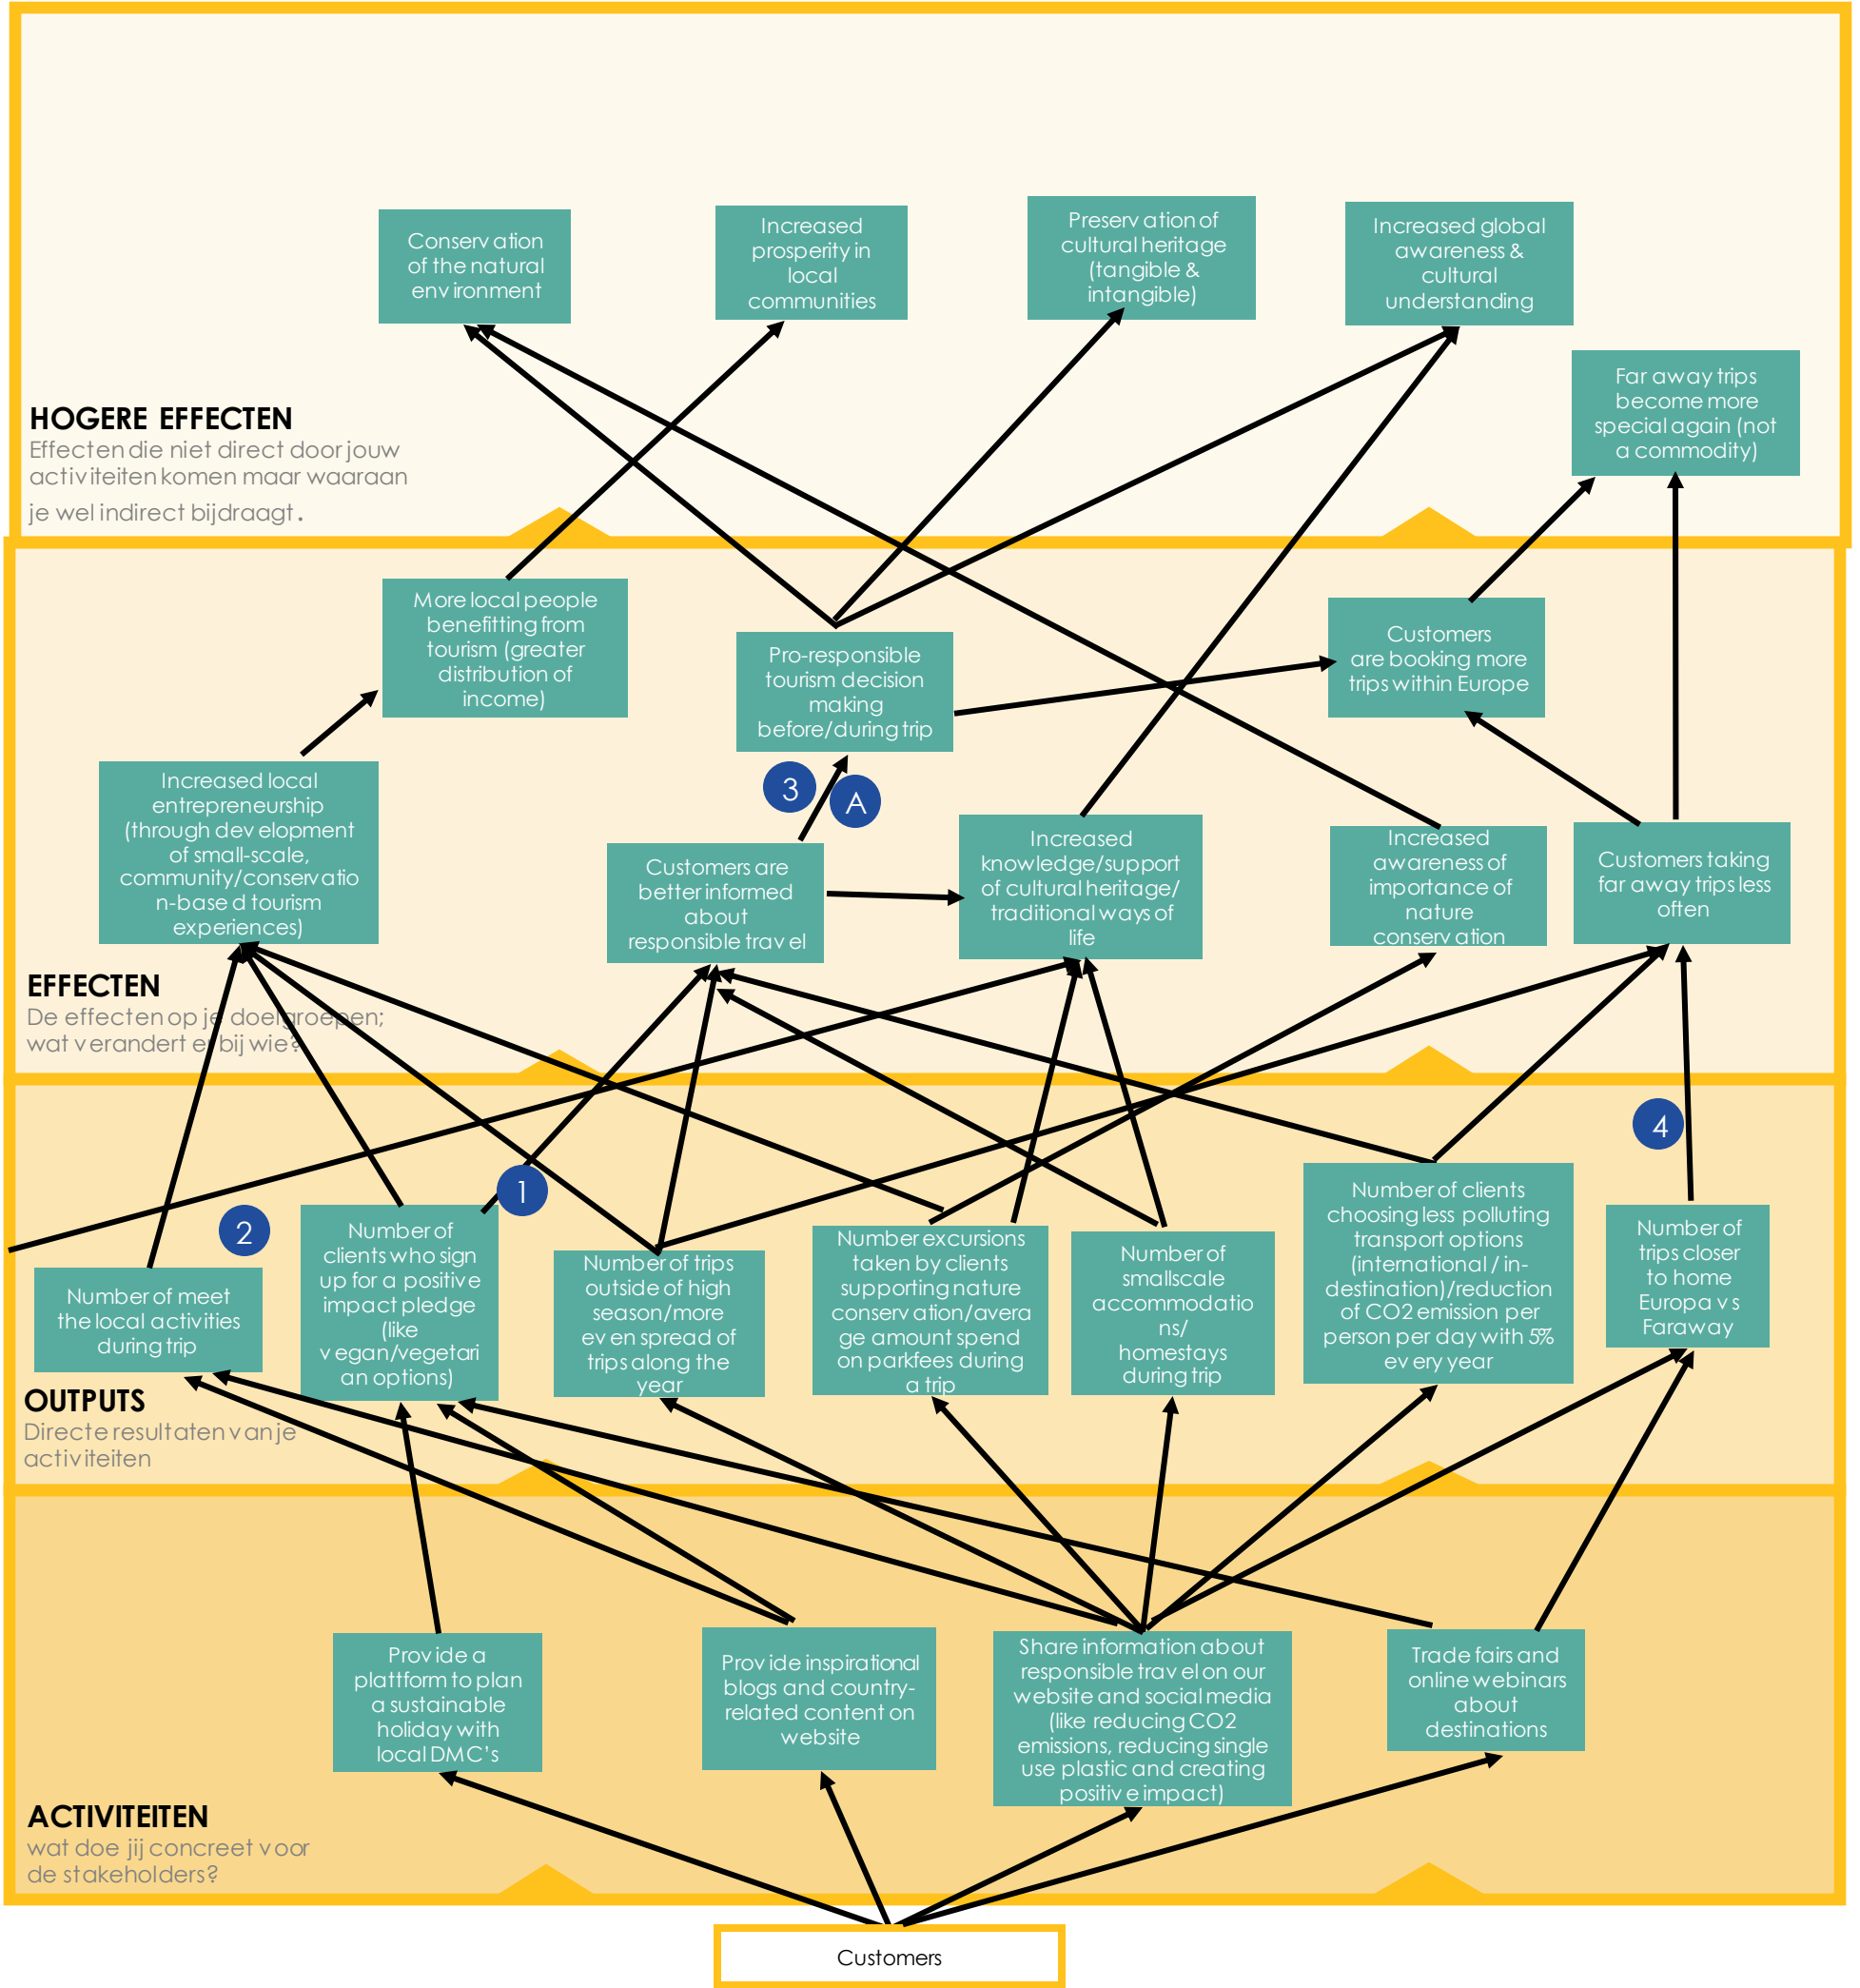 Conservation
of the natural
environment
Increased
prosperity in
local
communities
Preservation of
cultural heritage
(tangible &
intangible)
Increased global
awareness &
cultural
understanding
Far away trips
become more
special again (not
a commodity)
HOGERE EFFECTEN
Effecten die niet direct door jouw
activiteiten komen maar waaraan
je wel indirect bijdraagt.
More local people
benefitting from
tourism (greater
distribution of
income)
Pro-responsible
tourism decision
making
before/during trip
Customers
are booking more
trips within Europe
3
A
Increased local
entrepreneurship
(through development
of small-scale,
community/conservatio
n-based tourism
experiences)
Customers are
better informed
about
responsible travel
Increased
knowledge/support
of cultural heritage/
traditional ways of
life
Increased
awareness of
importance of
nature
conservation
Customers taking
far away trips less
often
EFFECTEN
De effecten op je doelgroepen;
wat verandert er bij wie?
1
2
4
Number of meet
the local activities
during trip
Number of
clients who sign
up for a positive
impact pledge
(like
vegan/vegetari
an options)
Number of trips
outside of high
season/more
even spread of
trips along the
year
Number excursions
taken by clients
supporting nature
conservation/avera
ge amount spend
on parkfees during
a trip
Number of
smallscale
accommodatio
ns/
homestays
during trip
Number of clients
choosing less polluting
transport options
(international / in-
destination)/reduction
of CO2 emission per
person per day with 5%
every year
Number of
trips closer
to home
Europa vs
Faraway
OUTPUTS
Directe resultaten van je
activiteiten
Provide a
plattform to plan
a sustainable
holiday with
local DMC's
Provide inspirational
blogs and country-
related content on
website
Share information about
responsible travel on our
website and social media
(like reducing CO2
emissions, reducing single
use plastic and creating
positive impact)
Trade fairs and
online webinars
about
destinations
ACTIVITEITEN
wat doe jij concreet voor
de stakeholders?
Customers